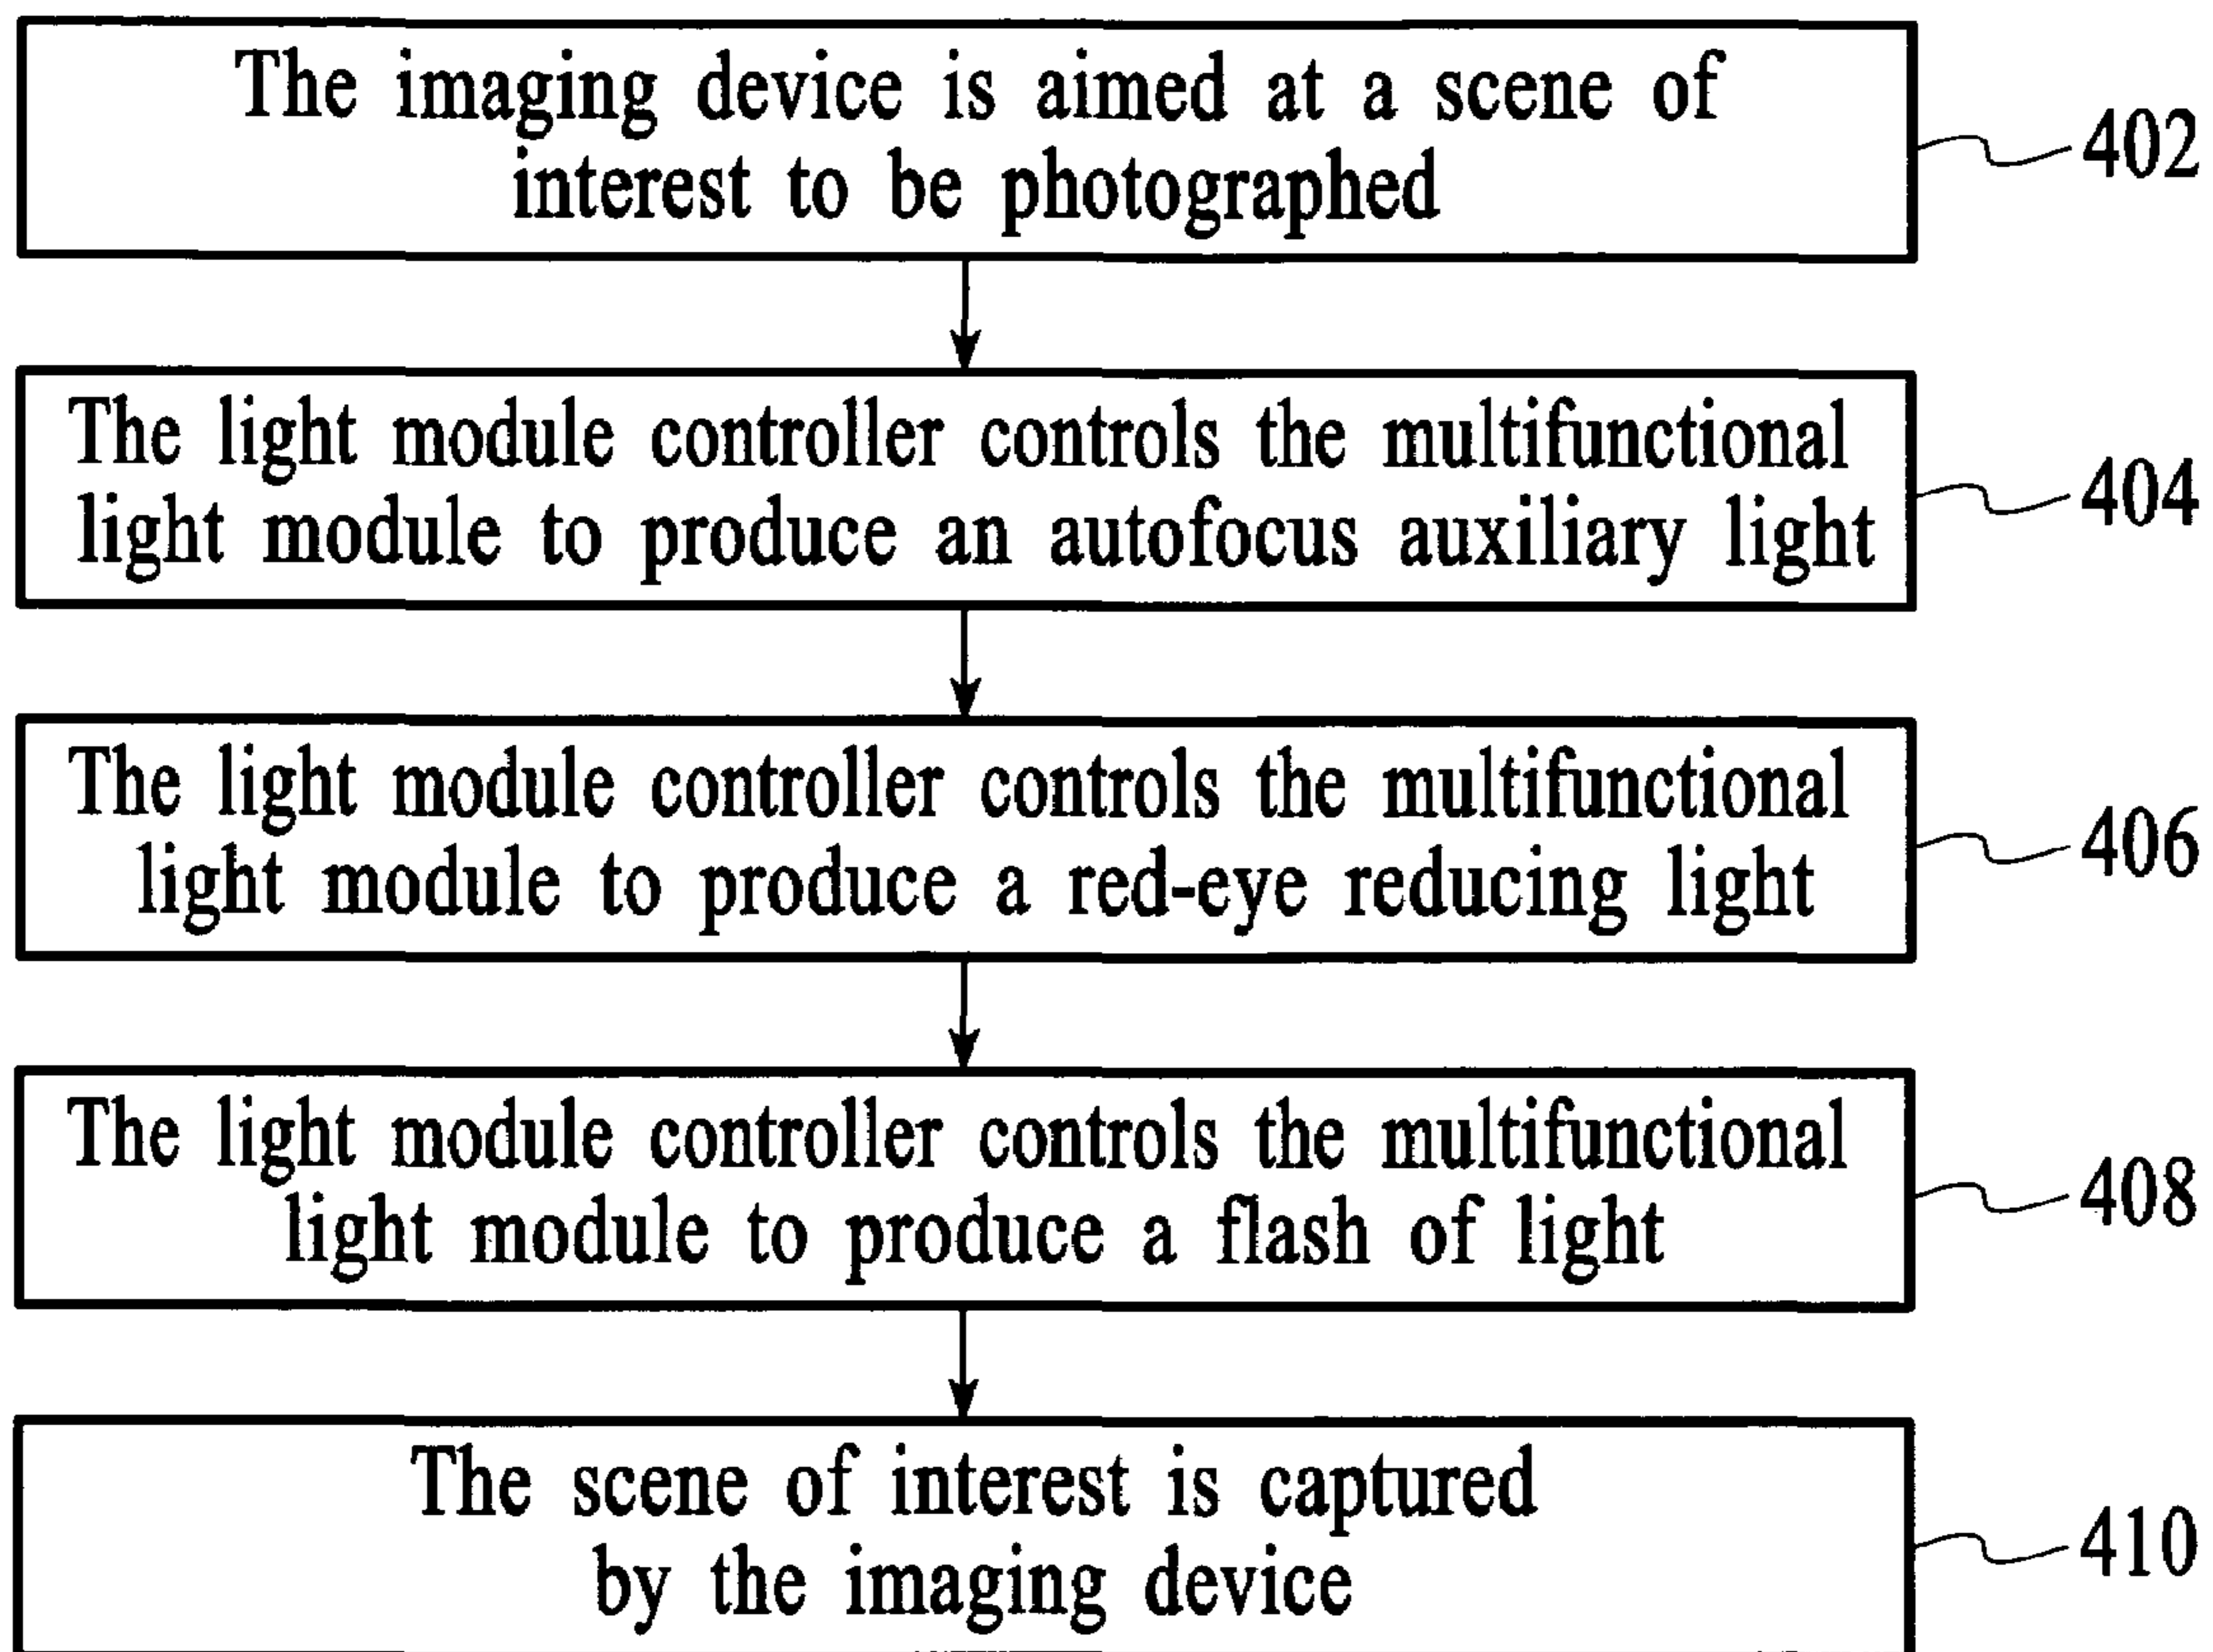 The imaging device is aimed at a scene of
interest to be photographed
402
The light module controller controls the multifunctional
light module to produce an autofocus auxiliary light
404
The light module controller controls the multifunctional
light module to produce a red-eye reducing light
406
The light module controller controls the multifunctional
light module to produce a flash of light
408
The scene of interest is captured
by the imaging device
410